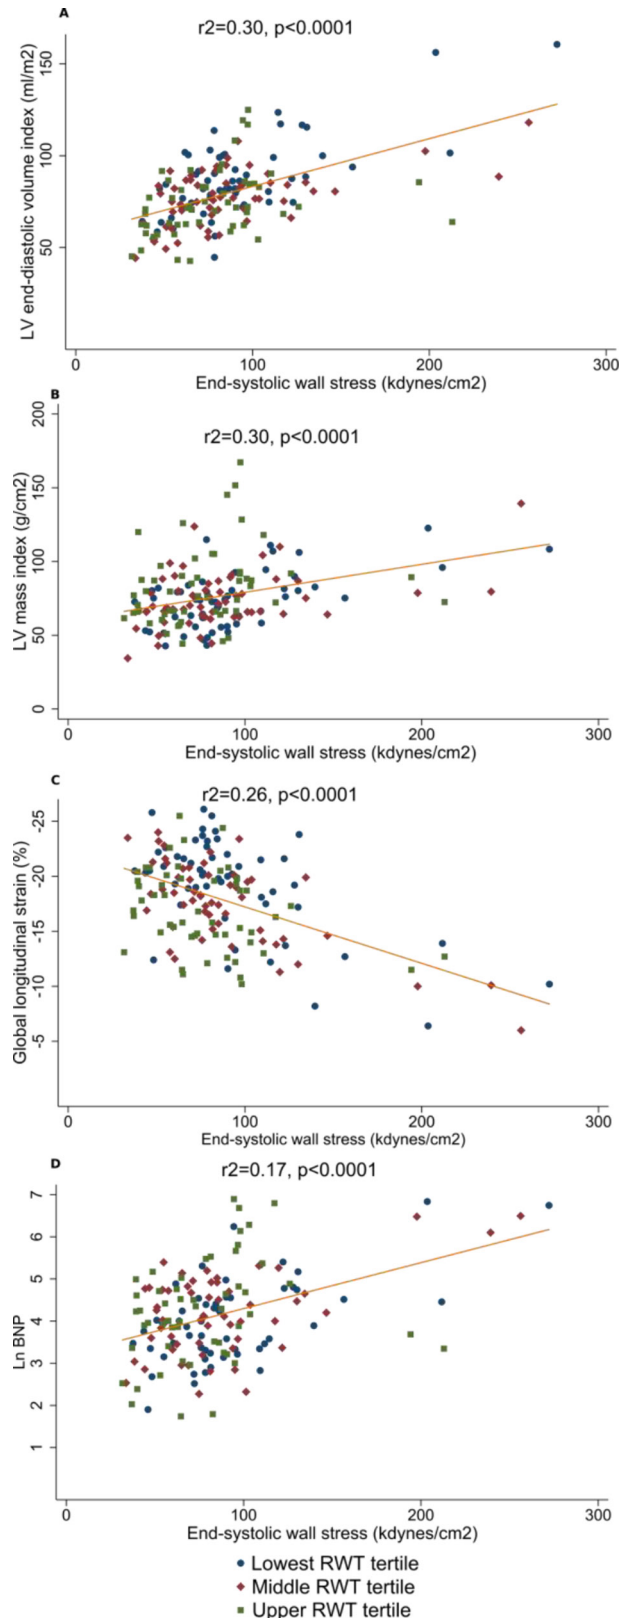 A
r2=0.30, p<0.0001
LV end-diastolic volume index (ml/m2)
150
100
50
0 100 200 300
End-systolic wall stress (kdynes/cm2)
B
r2=0.30, p<0.0001
LV mass index (g/cm2)
200
150
100
50
0
0 100 200 300
End-systolic wall stress (kdynes/cm2)
C
r2=0.26, p<0.0001
Global longitudinal strain (%)
-25
-20
-15
-10
-5
0 100 200 300
End-systolic wall stress (kdynes/cm2)
D
r2=0.17, p<0.0001
Ln BNP
7
6
5
4
3
2
1
0 100 200 300
End-systolic wall stress (kdynes/cm2)
Lowest RWT tertile
Middle RWT tertile
Upper RWT tertile